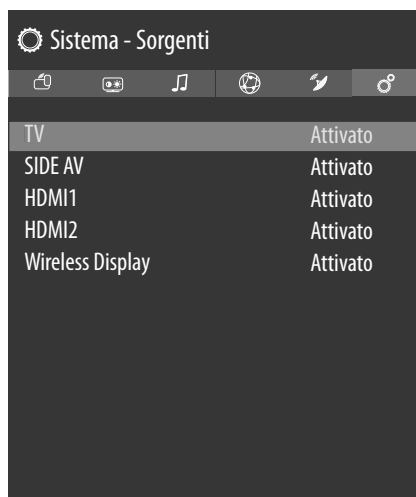 Sistema - Sorgenti
TV Attivato
SIDE AV Attivato
HDMI1 Attivato
HDMI2 Attivato
Wireless Display Attivato